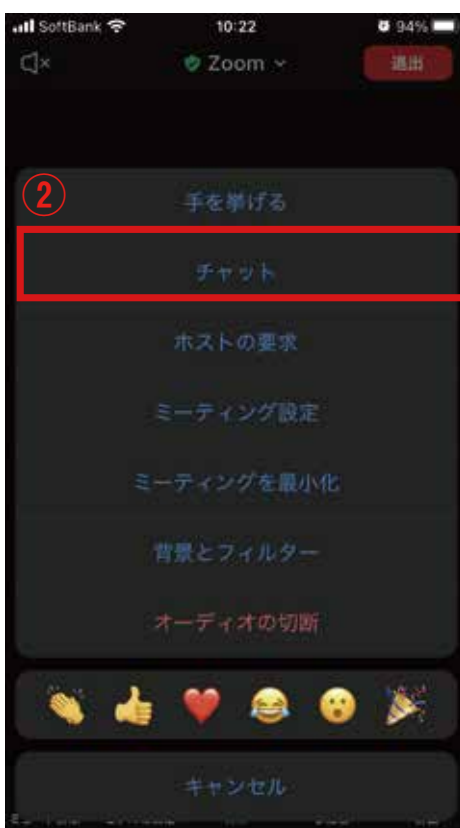 SoftBank 10:22 94%
Zoom 退出
②
手を挙げる
チャット
ホストの要求
ミーティング設定
ミーティングを最小化
背景とフィルター
オーディオの切断
キャンセル